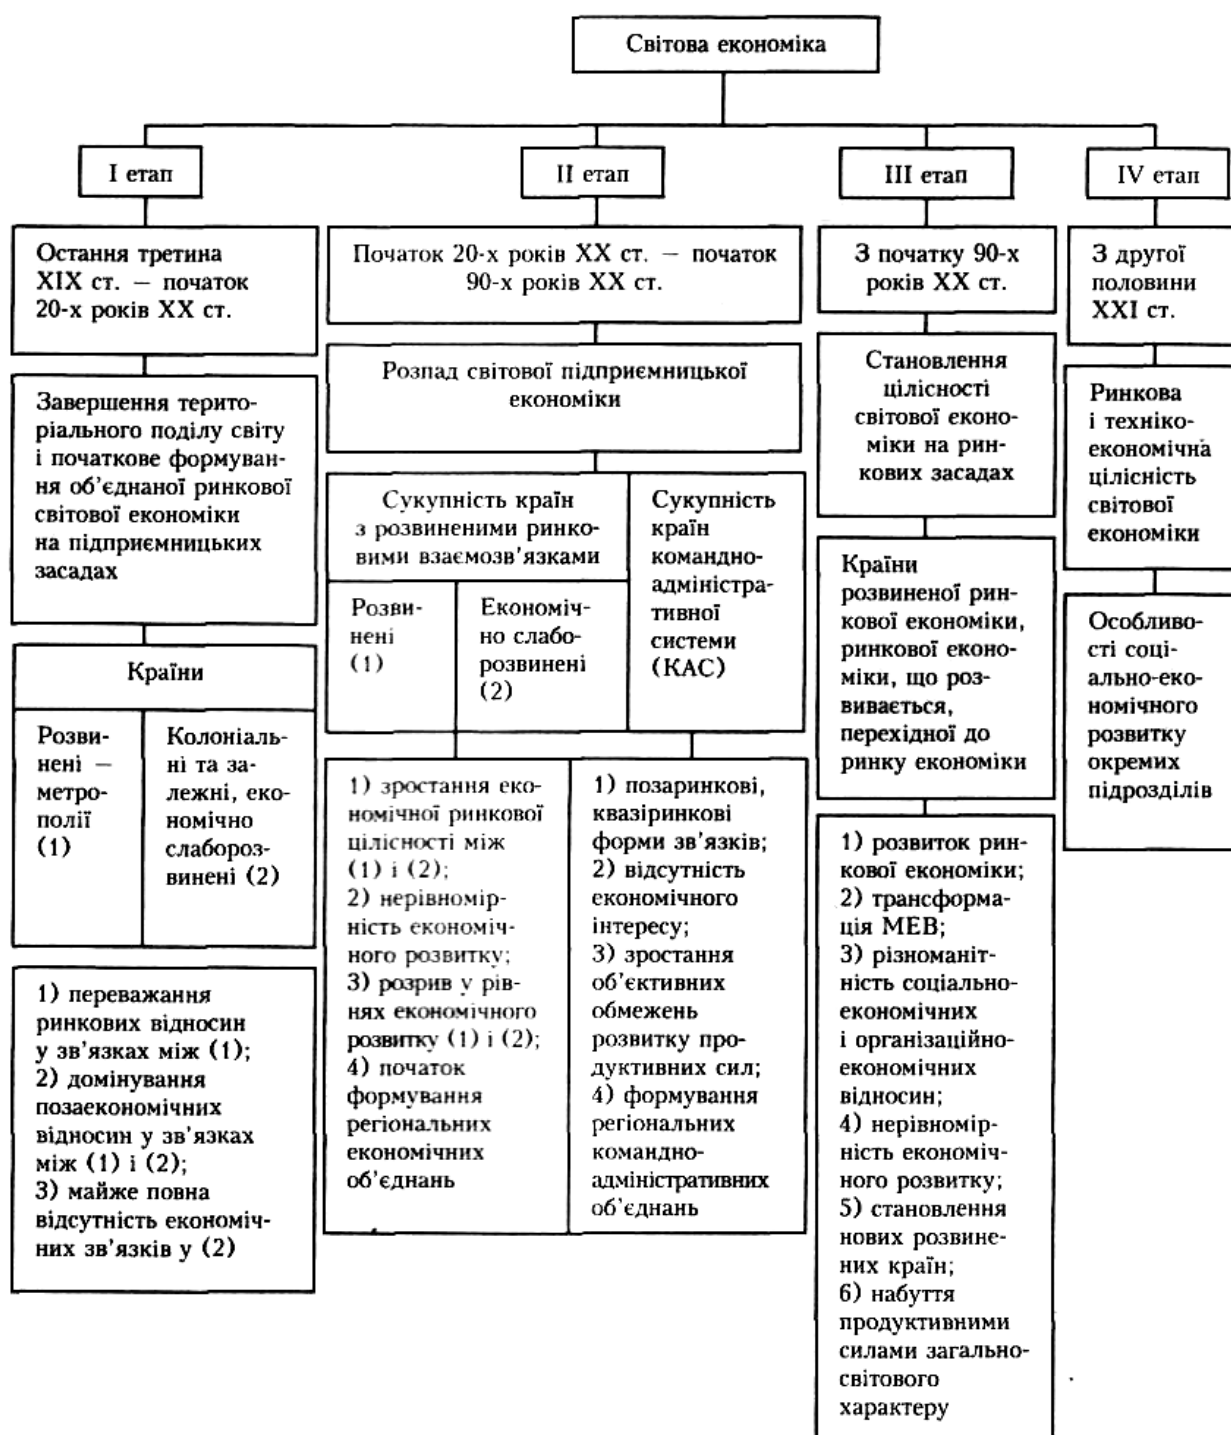 Світова економіка
І етап
Остання третина
ХІХ ст. — початок
20-х років ХХ ст.
Завершення терито-
ріального поділу світу
і початкове формуван-
ня об'єднаної ринкової
світової економіки
на підприємницьких
засадах
Країни
Розви-
нені —
метро-
полії
(1)
Колоніаль-
ні та за-
лежні, еко-
номічно
слабороз-
винені (2)
1) переважання
ринкових відносин
у зв'язках між (1);
2) домінування
позаекономічних
відносин у зв'язках
між (1) і (2);
3) майже повна
відсутність економіч-
них зв'язків у (2)
ІІ етап
Початок 20-х років ХХ ст. — початок
90-х років ХХ ст.
Розпад світової підприємницької
економіки
Сукупність країн
з розвиненими ринко-
вими взаємозв'язками
Розви-
нені
(1)
Економіч-
но слабо-
розвинені
(2)
Сукупність
країн
командно-
адміністра-
тивної
системи
(КАС)
1) зростання еко-
номічної ринкової
цілісності між
(1) і (2);
2) нерівномір-
ність економіч-
ного розвитку;
3) розрив у рів-
нях економічного
розвитку (1) і (2);
4) початок
формування
регіональних
економічних
об'єднань
1) позаринкові,
квазіринкові
форми зв'язків;
2) відсутність
економічного
інтересу;
3) зростання
об'єктивних
обмежень
розвитку про-
дуктивних сил;
4) формування
регіональних
командно-
адміністративних
об'єднань
ІІІ етап
З початку 90-х
років ХХ ст.
Становлення
цілісності
світової еконо-
міки на рин-
кових засадах
Країни
розвиненої рин-
кової економіки,
ринкової еконо-
міки, що роз-
вивається,
перехідної до
ринку економіки
1) розвиток рин-
кової економіки;
2) трансформа-
ція МЕВ;
3) різноманіт-
ність соціально-
економічних
і організаційно-
економічних
відносин;
4) нерівномір-
ність економіч-
ного розвитку;
5) становлення
нових розвине-
них країн;
6) набуття
продуктивними
силами загально-
світового
характеру
IV етап
З другої
половини
ХХІ ст.
Ринкова
і техніко-
економічна
цілісність
світової
економіки
Особливо-
сті соці-
ально-еко-
номічного
розвитку
окремих
підрозділів